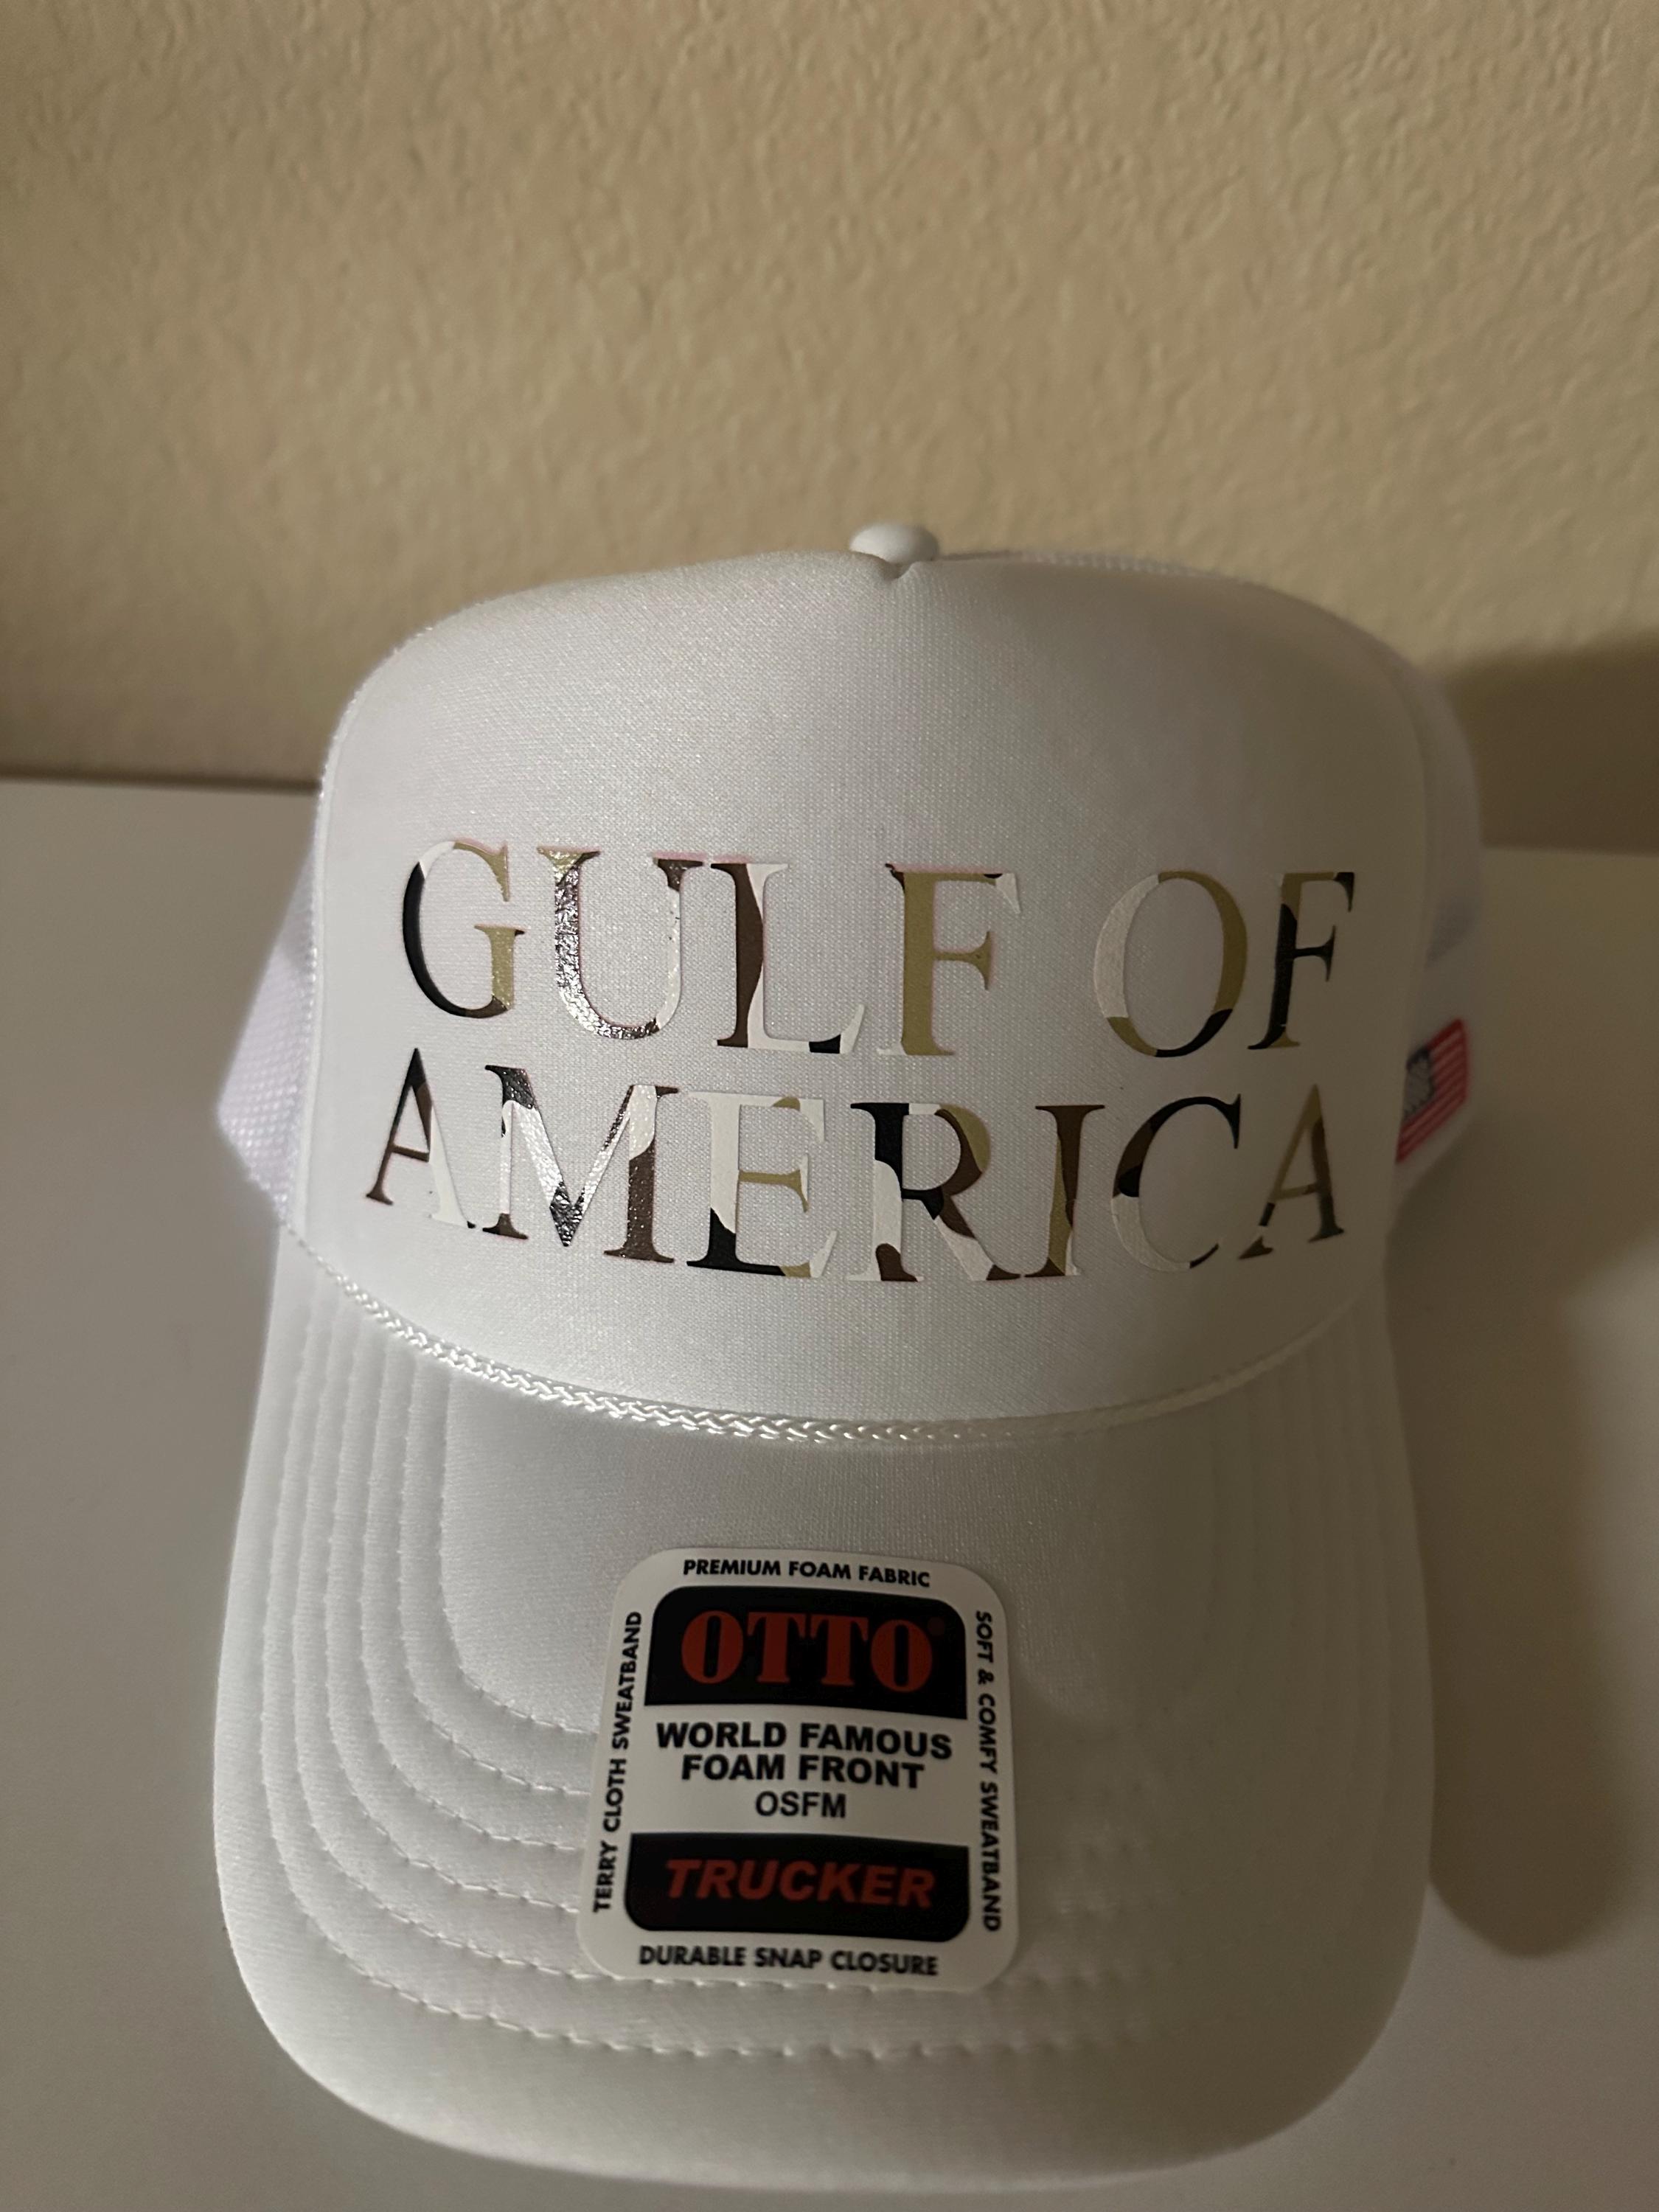 GULF OF
AMERICA
PREMIUM FOAM FABRIC
OTTO®
WORLD FAMOUS
FOAM FRONT
OSFM
TRUCKER
DURABLE SNAP CLOSURE
TERRY CLOTH SWEATBAND
SOFT & COMFY SWEATBAND